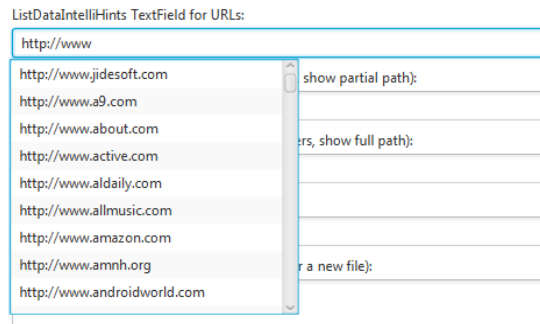 ListDataIntelliHints TextField for URLs:
http://www
http://www.jidesoft.com
show partial path):
http://www.a9.com
http://www.about.com
ers, show full path):
http://www.active.com
http://www.aldaily.com
http://www.allmusic.com
http://www.amazon.com
http://www.amnh.org
r a new file):
http://www.androidworld.com